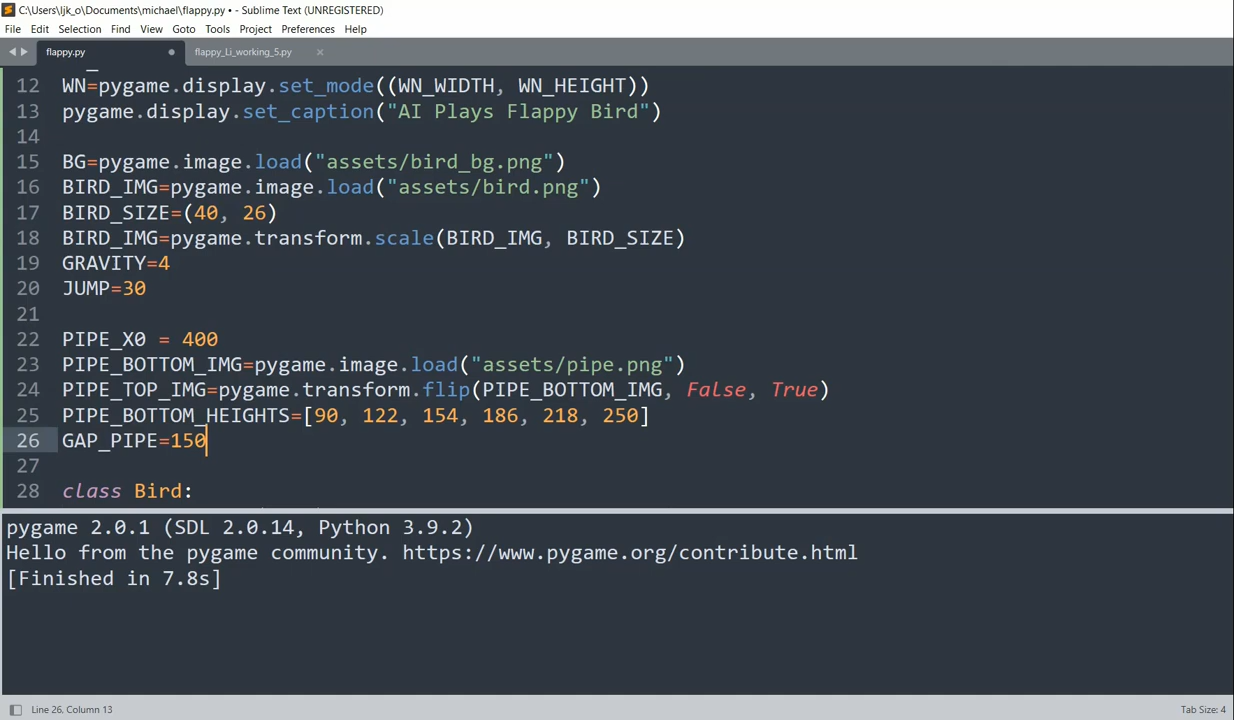 C:\Users\ljk_o\Documents\michael\flappy.py • - Sublime Text (UNREGISTERED)
File Edit Selection Find View Goto Tools Project Preferences Help
flappy.py flappy_Li_working_5.py
12 WN=pygame.display.set_mode((WN_WIDTH, WN_HEIGHT))
13 pygame.display.set_caption("AI Plays Flappy Bird")
14
15 BG=pygame.image.load("assets/bird_bg.png")
16 BIRD_IMG=pygame.image.load("assets/bird.png")
17 BIRD_SIZE=(40, 26)
18 BIRD_IMG=pygame.transform.scale(BIRD_IMG, BIRD_SIZE)
19 GRAVITY=4
20 JUMP=30
21
22 PIPE_X0 = 400
23 PIPE_BOTTOM_IMG=pygame.image.load("assets/pipe.png")
24 PIPE_TOP_IMG=pygame.transform.flip(PIPE_BOTTOM_IMG, False, True)
25 PIPE_BOTTOM_HEIGHTS=[90, 122, 154, 186, 218, 250]
26 GAP_PIPE=150
27
28 class Bird:
pygame 2.0.1 (SDL 2.0.14, Python 3.9.2)
Hello from the pygame community. https://www.pygame.org/contribute.html
[Finished in 7.8s]
Line 26, Column 13 Tab Size: 4